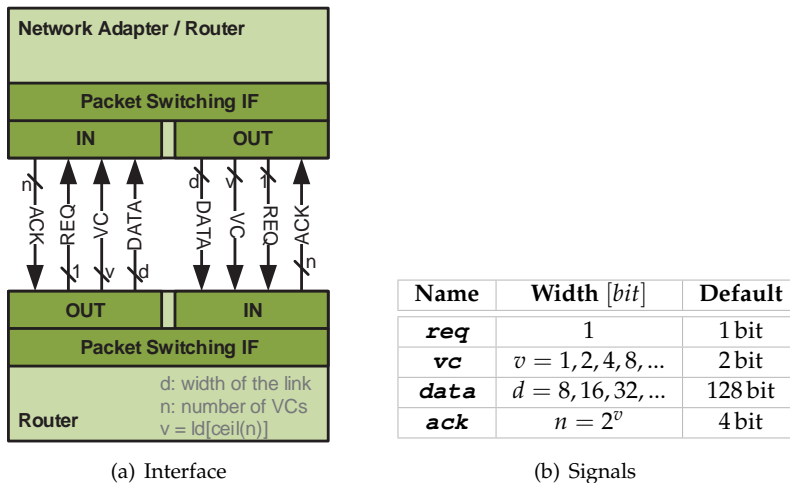 Network Adapter / Router
Packet Switching IF
IN
OUT
n
d
v
1
ACK
REQ
VC
DATA
DATA
VC
REQ
ACK
1
v
d
n
OUT
IN
Packet Switching IF
d: width of the link
n: number of VCs
v = ld[ceil(n)]
Router
(a) Interface
Name Width [bit] Default
req 1 1 bit
vc v = 1, 2, 4, 8, ... 2 bit
data d = 8, 16, 32, ... 128 bit
ack n = 2^v 4 bit
(b) Signals